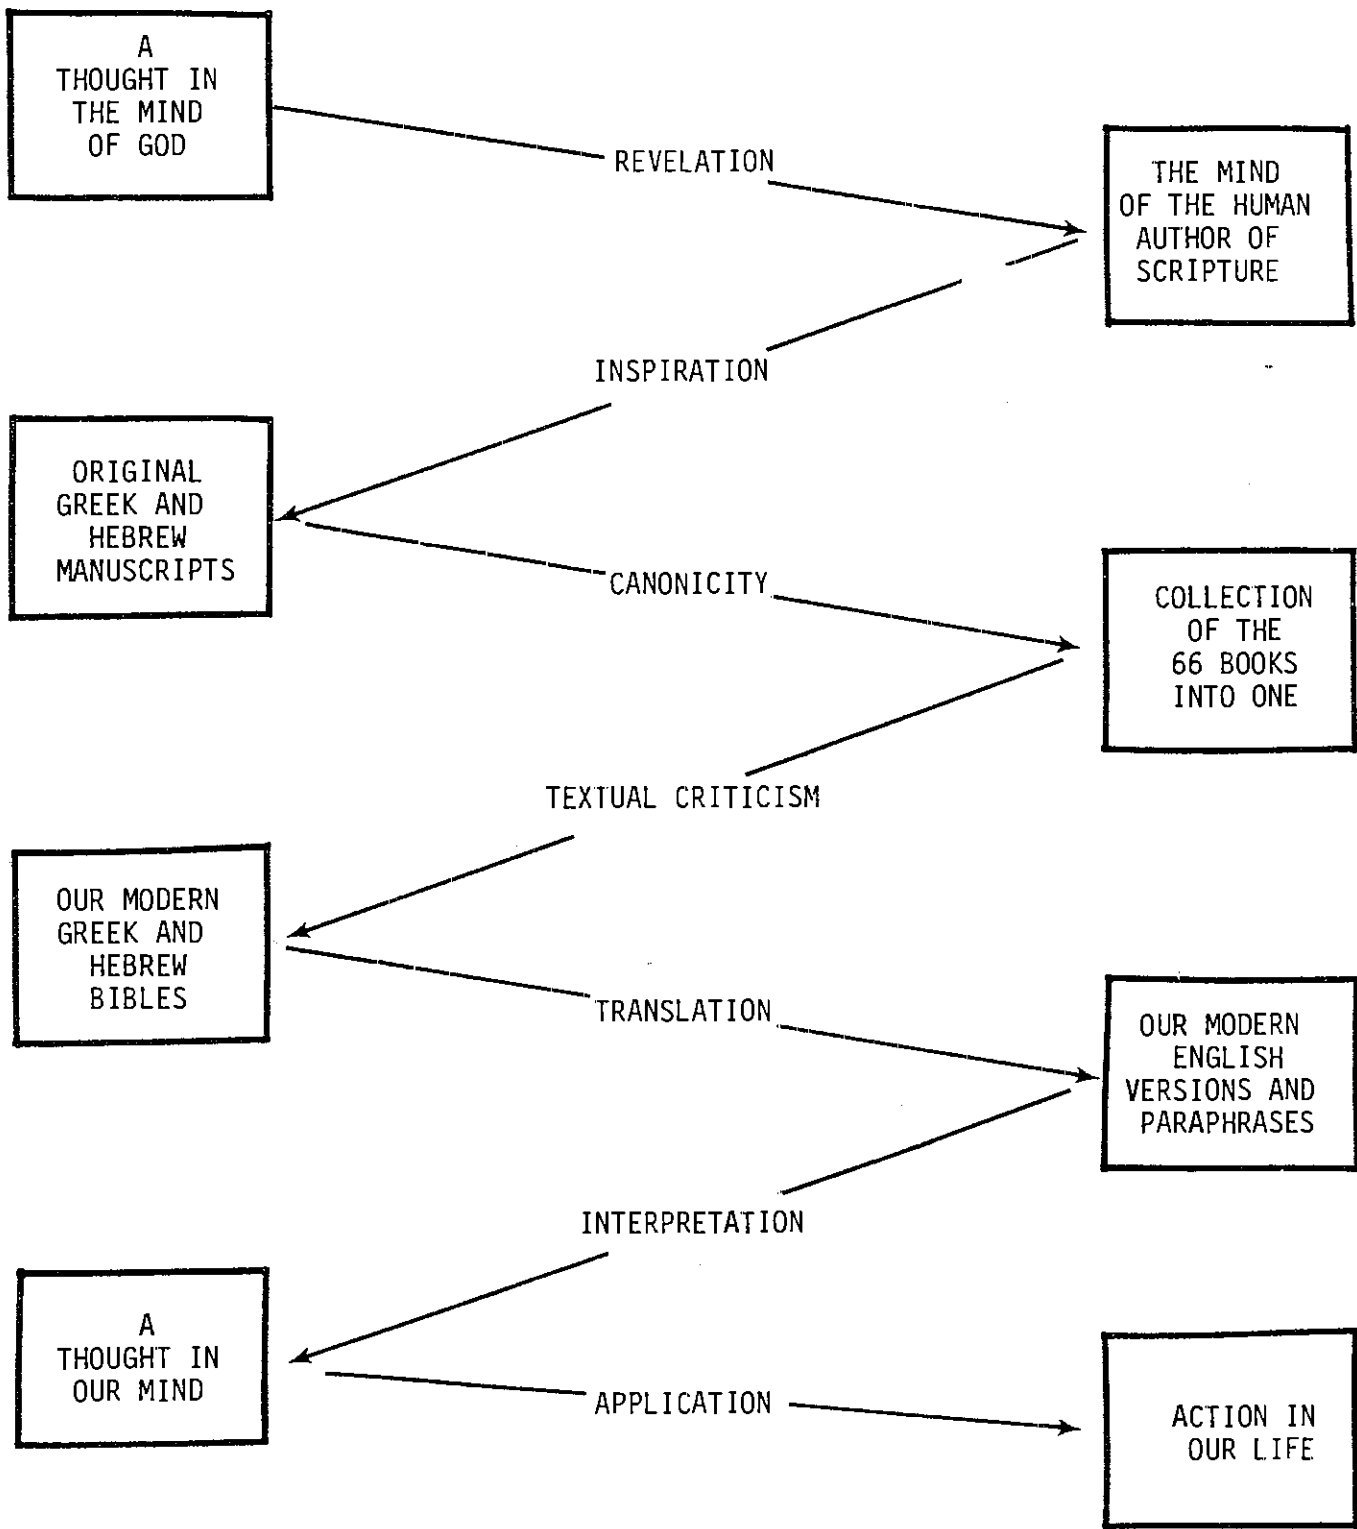 A
THOUGHT IN
THE MIND
OF GOD
REVELATION
THE MIND
OF THE HUMAN
AUTHOR OF
SCRIPTURE
INSPIRATION
ORIGINAL
GREEK AND
HEBREW
MANUSCRIPTS
CANONICITY
COLLECTION
OF THE
66 BOOKS
INTO ONE
TEXTUAL CRITICISM
OUR MODERN
GREEK AND
HEBREW
BIBLES
TRANSLATION
OUR MODERN
ENGLISH
VERSIONS AND
PARAPHRASES
INTERPRETATION
A
THOUGHT IN
OUR MIND
APPLICATION
ACTION IN
OUR LIFE